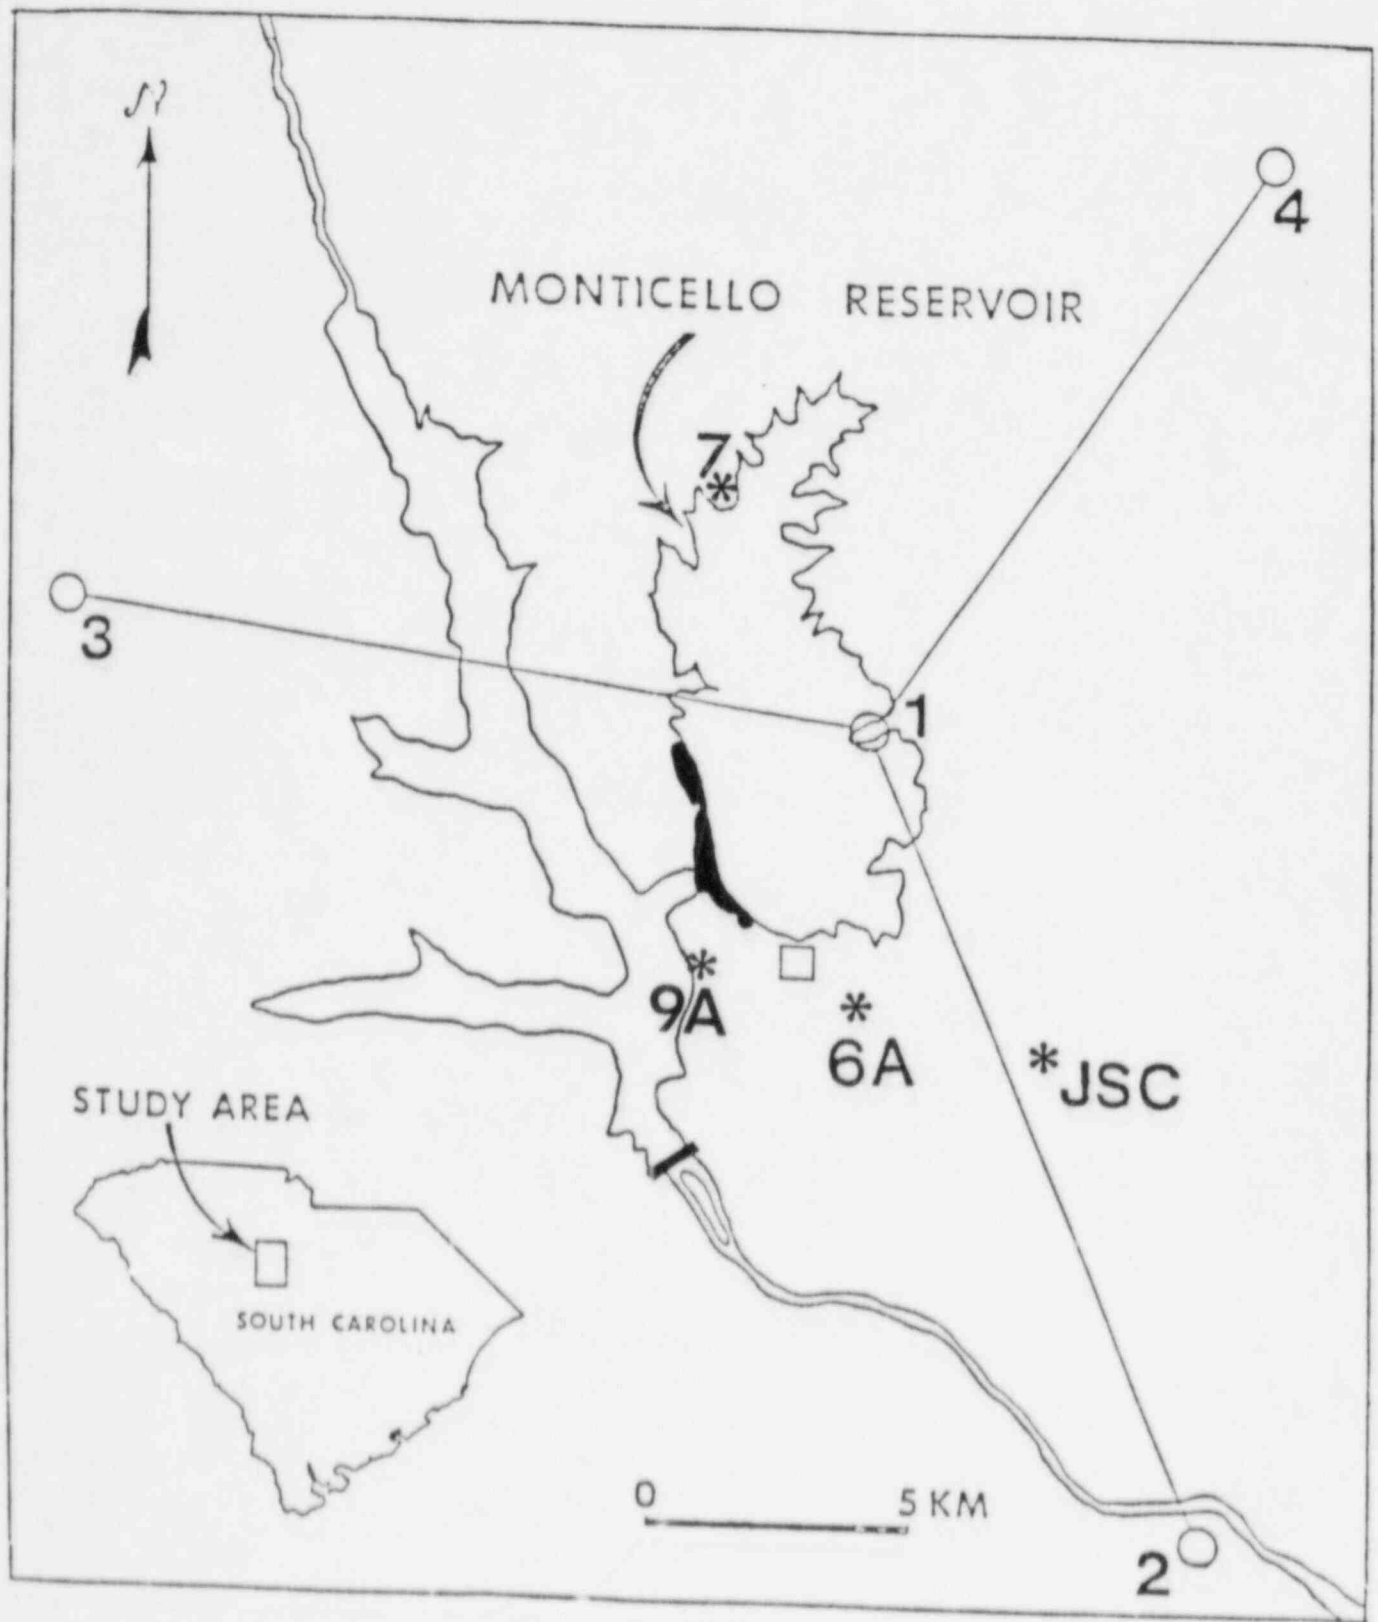 N
4
MONTICELLO RESERVOIR
7
3
1
9A
6A
JSC
STUDY AREA
SOUTH CAROLINA
0 5 KM
2